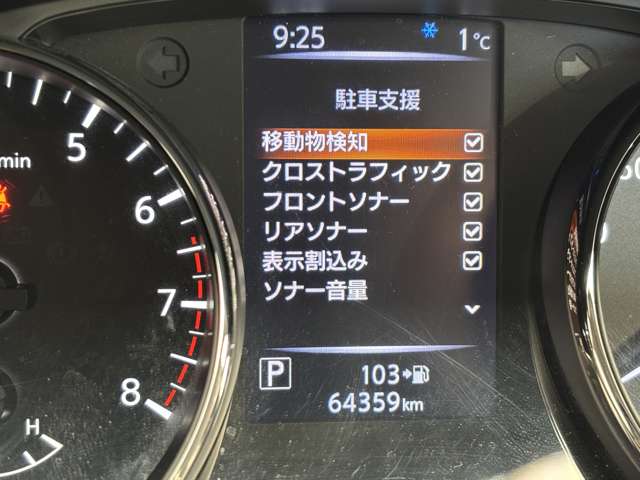 9:25 1℃
駐車支援
移動物検知
クロストラフィック
フロントソナー
リアソナー
表示割込み
ソナー音量
P 103
64359km
min
5
6
7
8
H